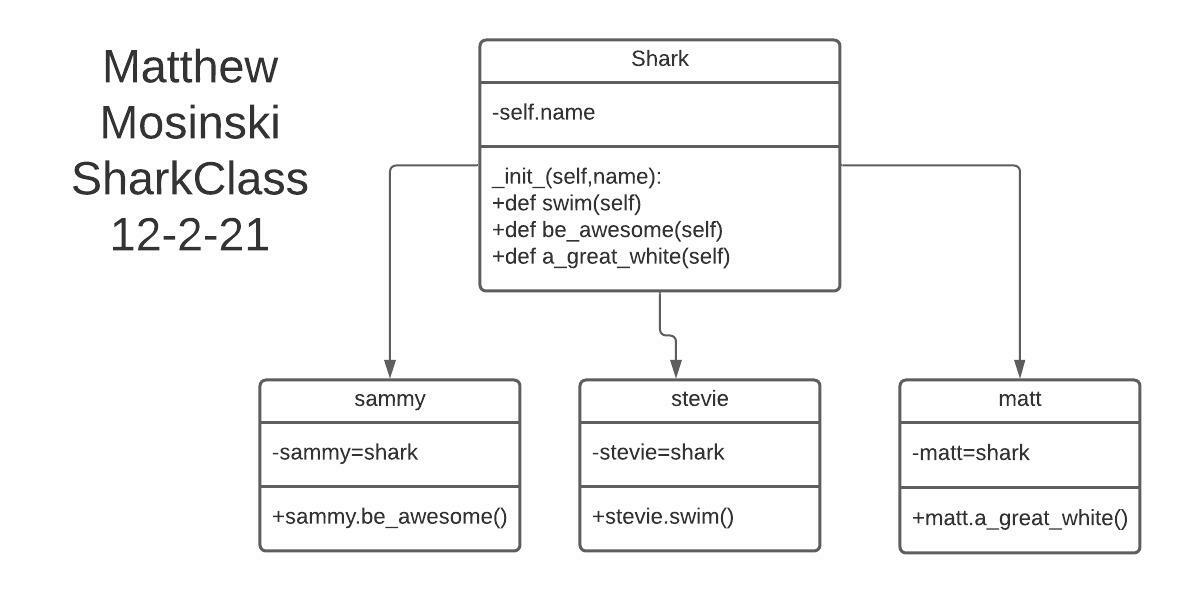 Matthew
Mosinski
SharkClass
12-2-21
Shark
-self.name
_init_(self,name):
+def swim(self)
+def be_awesome(self)
+def a_great_white(self)
sammy
-sammy=shark
+sammy.be_awesome()
stevie
-stevie=shark
+stevie.swim()
matt
-matt=shark
+matt.a_great_white()